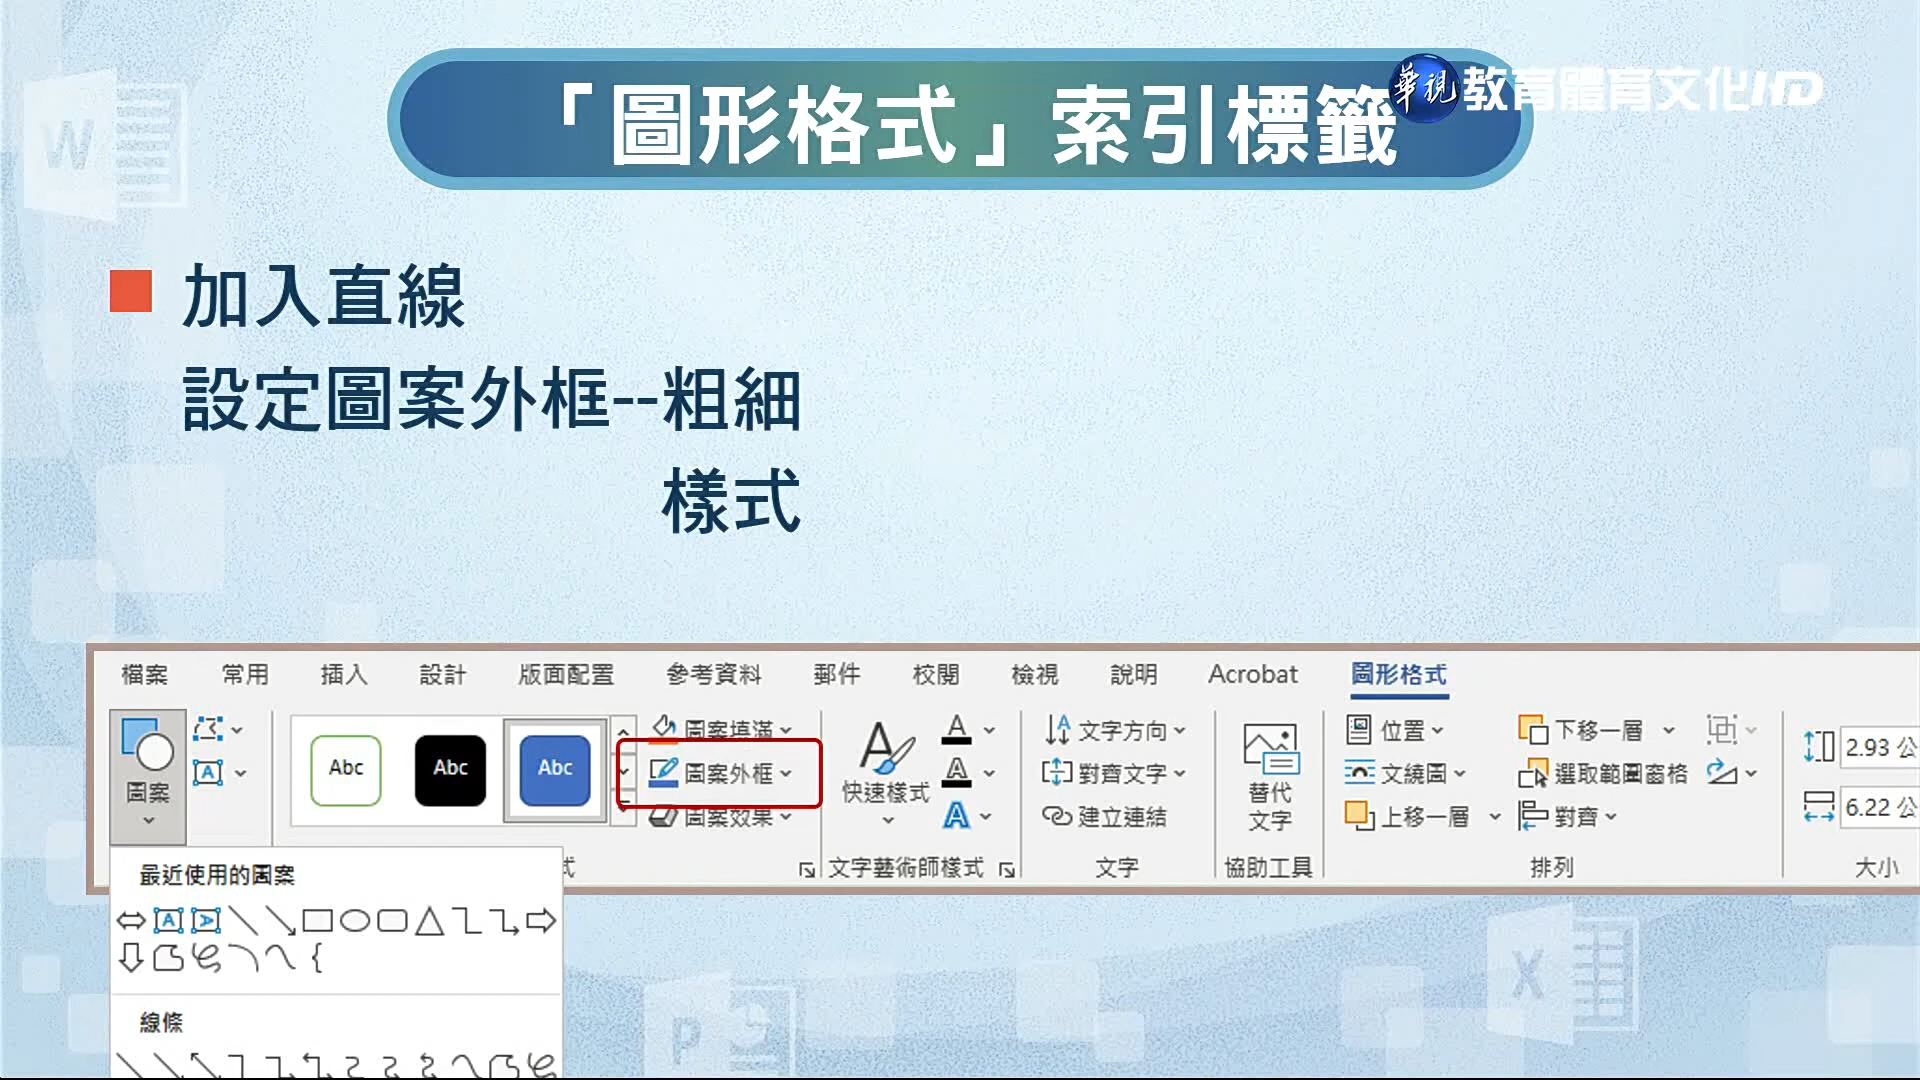 「圖形格式」索引標籤
華視 教育體育文化HD
加入直線
設定圖案外框--粗細
樣式
檔案 常用 插入 設計 版面配置 參考資料 郵件 校閱 檢視 說明 Acrobat 圖形格式
圖案
Abc Abc Abc
圖案填滿
圖案外框
圖案效果
式
快速樣式
文字藝術師樣式
文字方向
對齊文字
建立連結
文字
替代
文字
協助工具
位置
文繞圖
上移一層
下移一層
選取範圍窗格
對齊
排列
2.93 公
6.22 公
大小
最近使用的圖案
線條